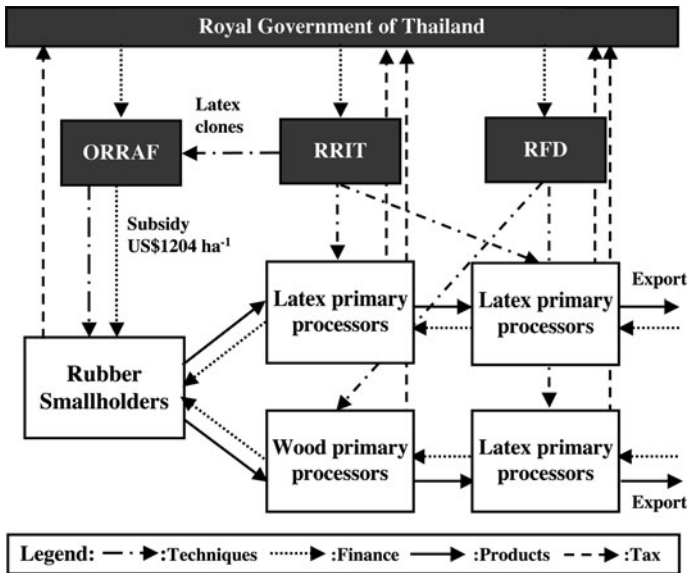 Royal Government of Thailand
Latex
clones
ORRAF
RRIT
RFD
Subsidy
US$1204 ha-1
Latex primary
processors
Latex primary
processors
Export
Rubber
Smallholders
Wood primary
processors
Latex primary
processors
Export
Legend: :Techniques :Finance :Products :Tax